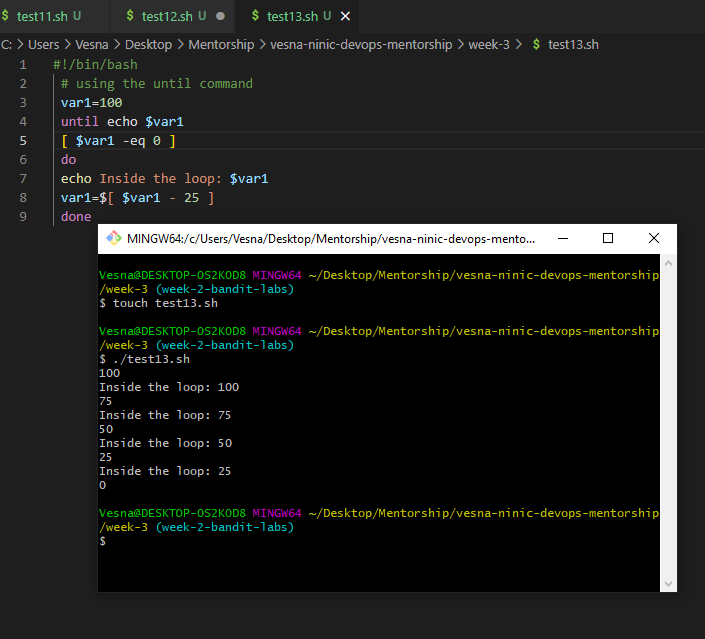 $ test11.sh U $ test12.sh U ● $ test13.sh U ✕
C: > Users > Vesna > Desktop > Mentorship > vesna-ninic-devops-mentorship > week-3 > $ test13.sh
1 #!/bin/bash
2 # using the until command
3 var1=100
4 until echo $var1
5 [ $var1 -eq 0 ]
6 do
7 echo Inside the loop: $var1
8 var1=$[ $var1 - 25 ]
9 done
MINGW64:/c/Users/Vesna/Desktop/Mentorship/vesna-ninic-devops-mento...
Vesna@DESKTOP-OS2KOD8 MINGW64 ~/Desktop/Mentorship/vesna-ninic-devops-mentorship
/week-3 (week-2-bandit-labs)
$ touch test13.sh
Vesna@DESKTOP-OS2KOD8 MINGW64 ~/Desktop/Mentorship/vesna-ninic-devops-mentorship
/week-3 (week-2-bandit-labs)
$ ./test13.sh
100
Inside the loop: 100
75
Inside the loop: 75
50
Inside the loop: 50
25
Inside the loop: 25
0
Vesna@DESKTOP-OS2KOD8 MINGW64 ~/Desktop/Mentorship/vesna-ninic-devops-mentorship
/week-3 (week-2-bandit-labs)
$